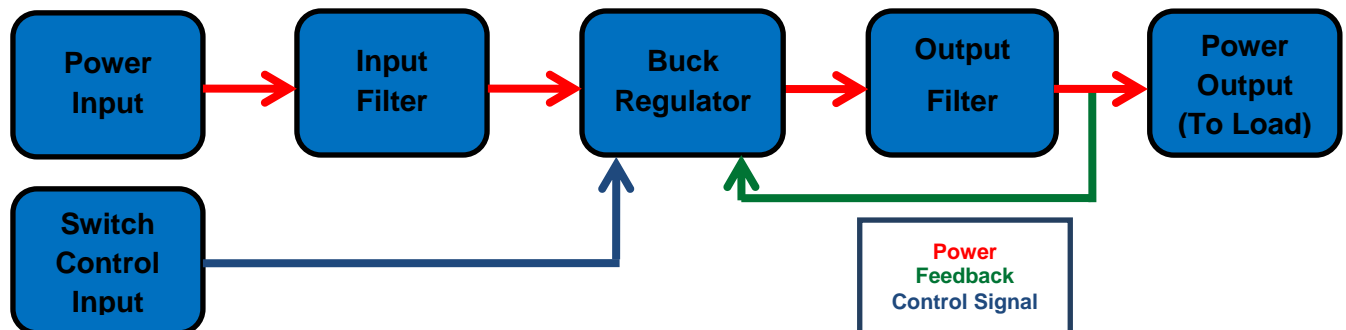 Power
Input
Input
Filter
Buck
Regulator
Output
Filter
Power
Output
(To Load)
Switch
Control
Input
Power
Feedback
Control Signal